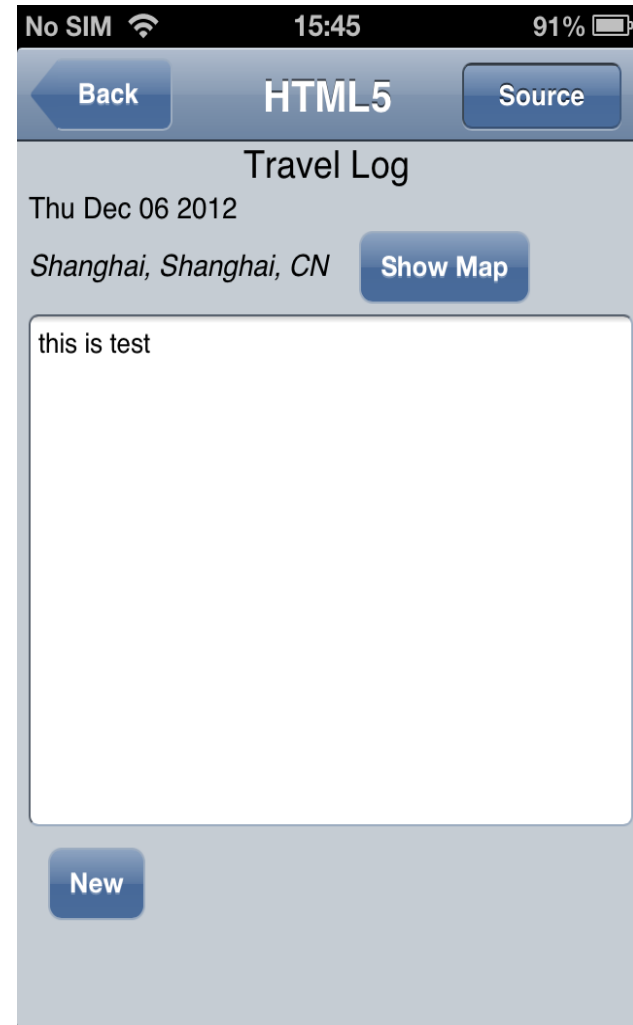 No SIM 15:45 91%
Back HTML5 Source
Travel Log
Thu Dec 06 2012
Shanghai, Shanghai, CN Show Map
this is test
New